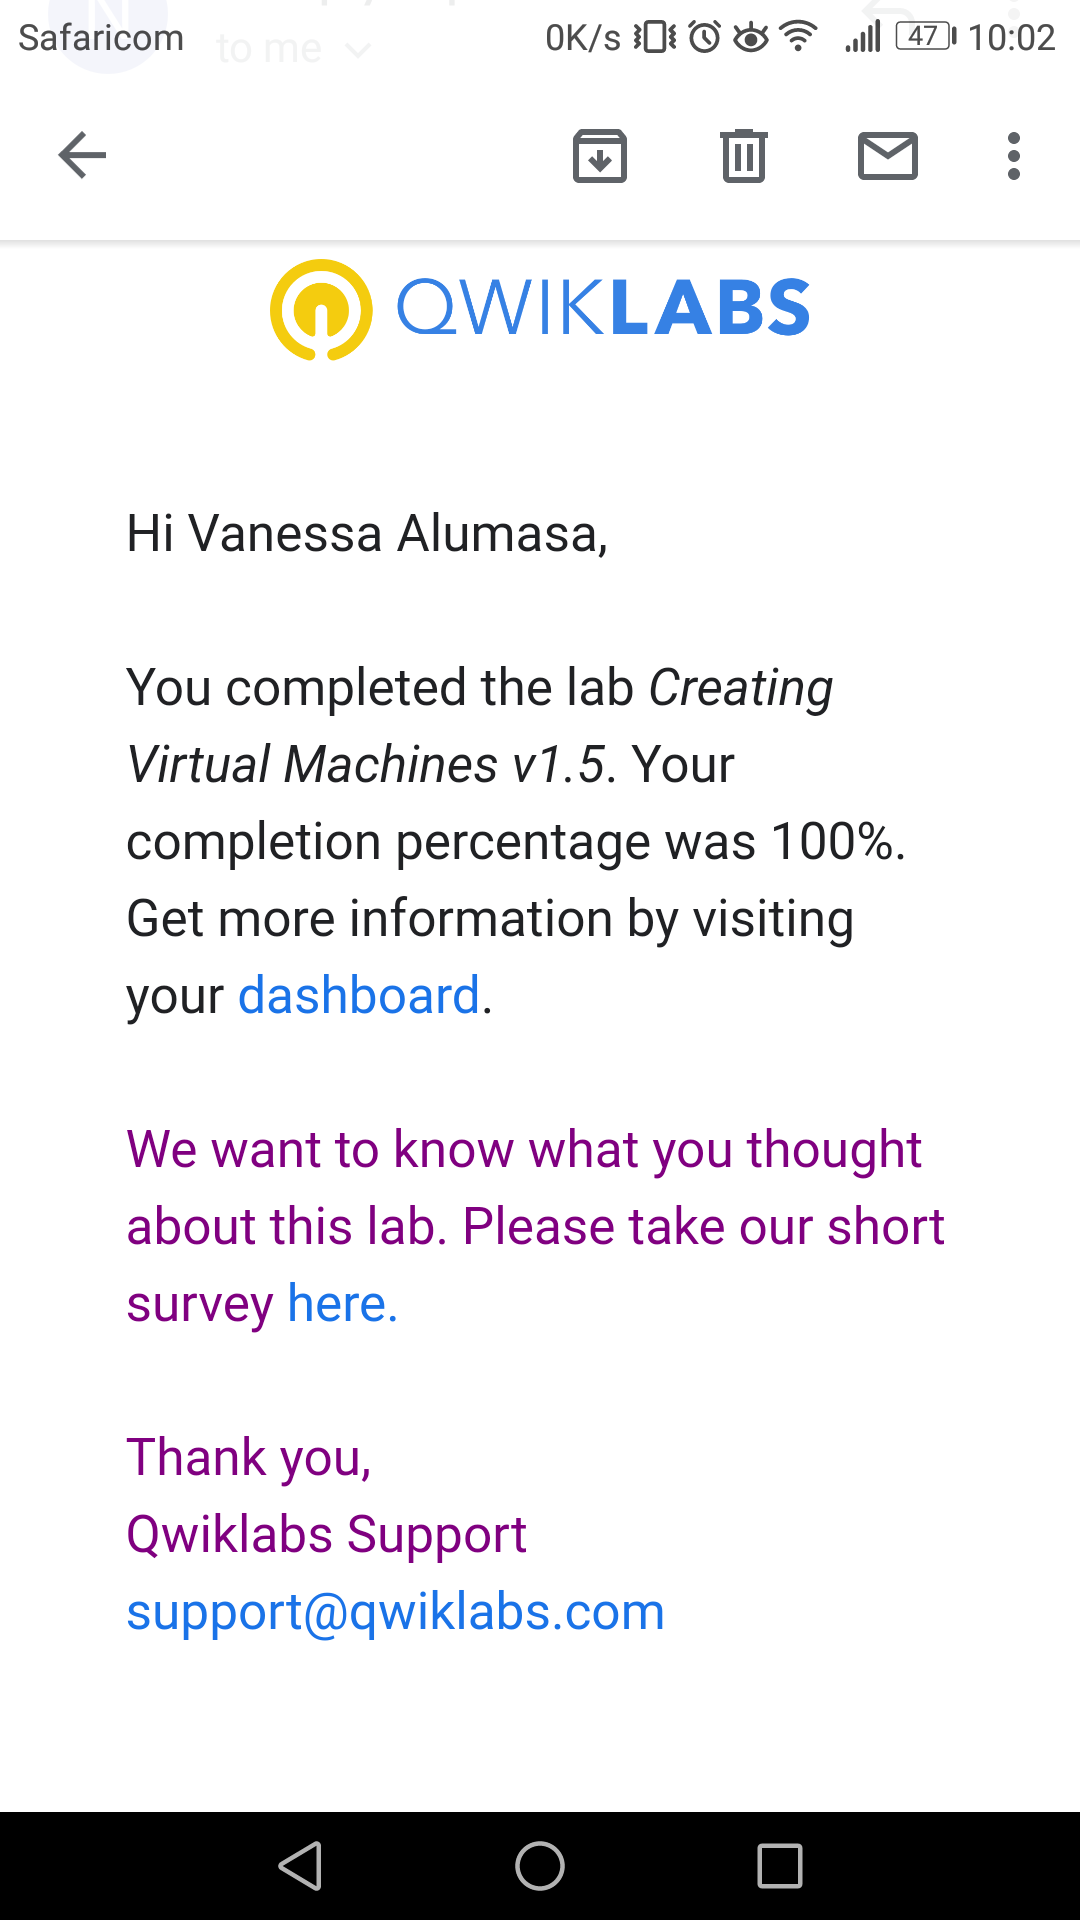 Safaricom
0K/s 47 10:02
N
to me
QWIKLABS
Hi Vanessa Alumasa,
You completed the lab Creating
Virtual Machines v1.5. Your
completion percentage was 100%.
Get more information by visiting
your dashboard.
We want to know what you thought
about this lab. Please take our short
survey here.
Thank you,
Qwiklabs Support
support@qwiklabs.com